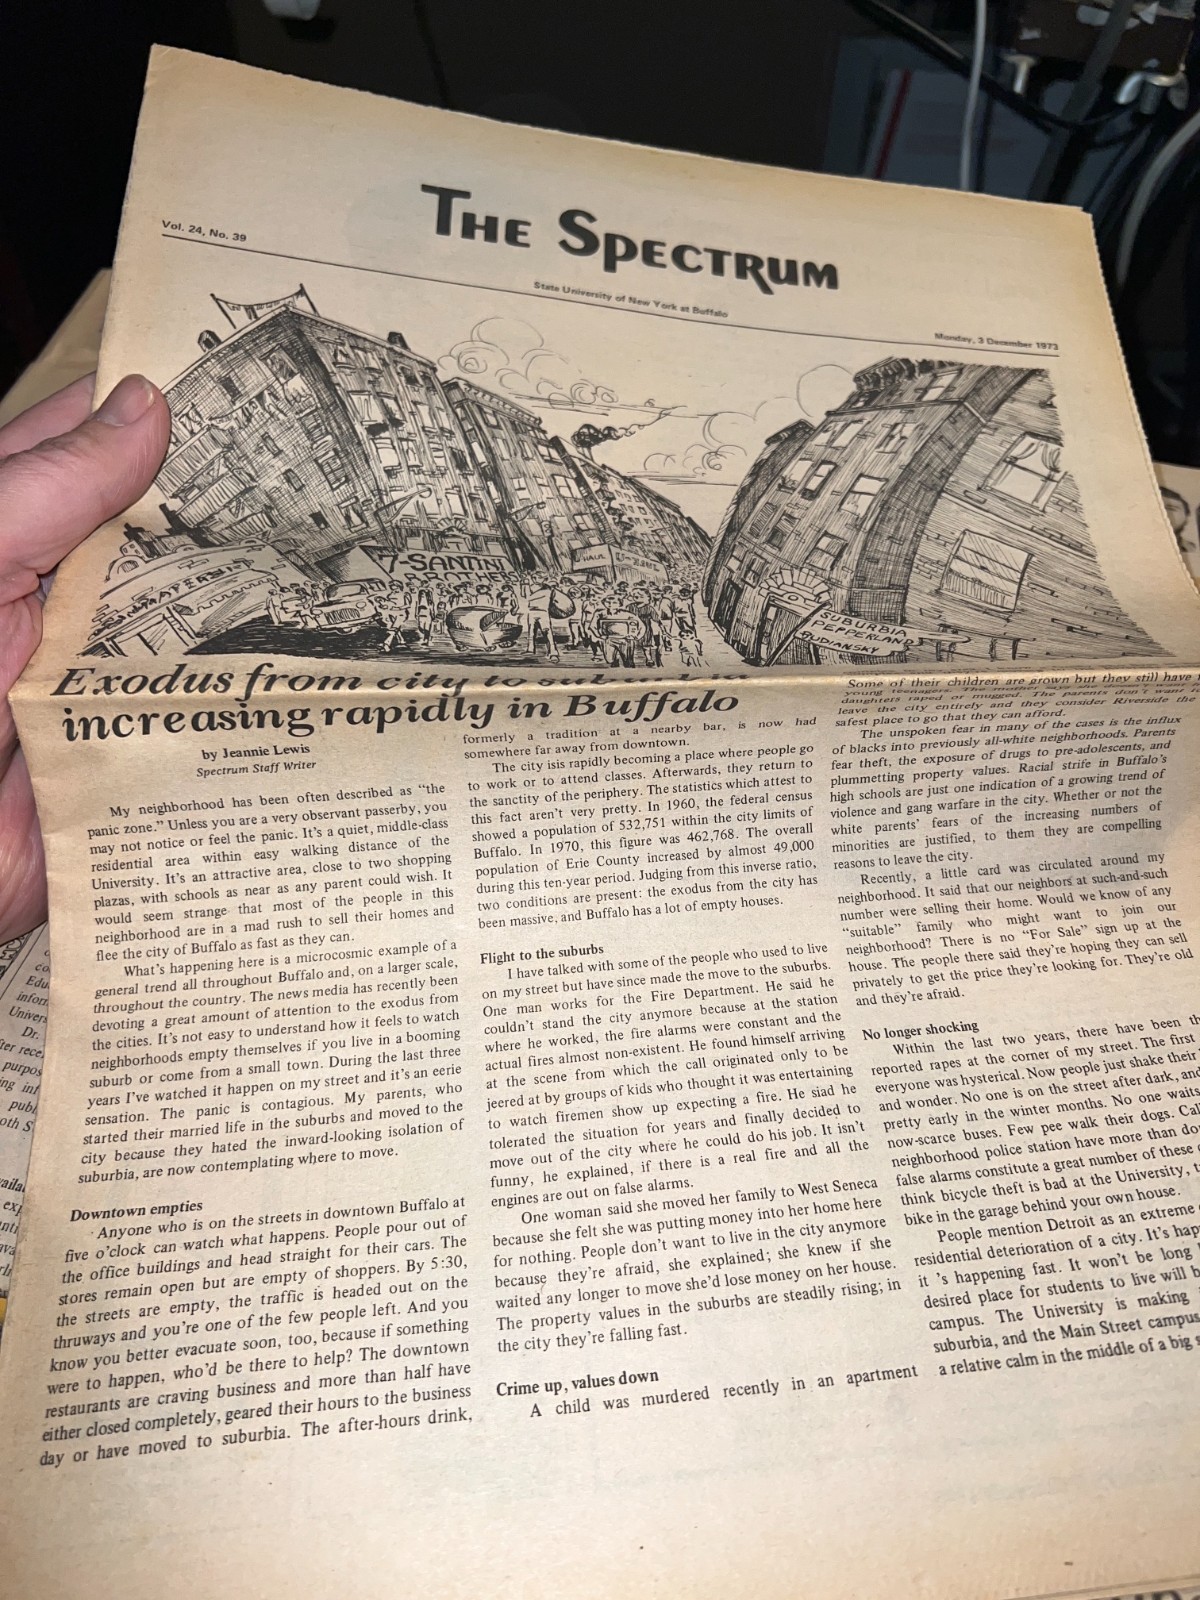 THE SPECTRUM
Vol. 24, No. 39
State University of New York at Buffalo
Monday, 3 December 1973
7-SANTINI
BROTHERS
U-HAUL
SUBURBIA
PEPPERLAND
BUDANSKY
Exodus from city to suburbia
increasing rapidly in Buffalo
by Jeannie Lewis
Spectrum Staff Writer
My neighborhood has been often described as “the
panic zone.” Unless you are a very observant passerby, you
may not notice or feel the panic. It’s a quiet, middle-class
residential area within easy walking distance of the
University. It’s an attractive area, close to two shopping
plazas, with schools as near as any parent could wish. It
would seem strange that most of the people in this
neighborhood are in a mad rush to sell their homes and
flee the city of Buffalo as fast as they can.
What’s happening here is a microcosmic example of a
general trend all throughout Buffalo and, on a larger scale,
throughout the country. The news media has recently been
devoting a great amount of attention to the exodus from
the cities. It’s not easy to understand how it feels to watch
neighborhoods empty themselves if you live in a booming
suburb or come from a small town. During the last three
years I’ve watched it happen on my street and it’s an eerie
sensation. The panic is contagious. My parents, who
started their married life in the suburbs and moved to the
city because they hated the inward-looking isolation of
suburbia, are now contemplating where to move.
Downtown empties
Anyone who is on the streets in downtown Buffalo at
five o’clock can watch what happens. People pour out of
the office buildings and head straight for their cars. The
stores remain open but are empty of shoppers. By 5:30,
the streets are empty, the traffic is headed out on the
thruways and you’re one of the few people left. And you
know you better evacuate soon, too, because if something
were to happen, who’d be there to help? The downtown
restaurants are craving business and more than half have
either closed completely, geared their hours to the business
day or have moved to suburbia. The after-hours drink,
formerly a tradition at a nearby bar, is now had
somewhere far away from downtown.
The city isis rapidly becoming a place where people go
to work or to attend classes. Afterwards, they return to
the sanctity of the periphery. The statistics which attest to
this fact aren’t very pretty. In 1960, the federal census
showed a population of 532,751 within the city limits of
Buffalo. In 1970, this figure was 462,768. The overall
population of Erie County increased by almost 49,000
during this ten-year period. Judging from this inverse ratio,
two conditions are present: the exodus from the city has
been massive, and Buffalo has a lot of empty houses.
Flight to the suburbs
I have talked with some of the people who used to live
on my street but have since made the move to the suburbs.
One man works for the Fire Department. He said he
couldn’t stand the city anymore because at the station
where he worked, the fire alarms were constant and the
actual fires almost non-existent. He found himself arriving
at the scene from which the call originated only to be
jeered at by groups of kids who thought it was entertaining
to watch firemen show up expecting a fire. He siad he
tolerated the situation for years and finally decided to
move out of the city where he could do his job. It isn’t
funny, he explained, if there is a real fire and all the
engines are out on false alarms.
One woman said she moved her family to West Seneca
because she felt she was putting money into her home here
for nothing. People don’t want to live in the city anymore
because they’re afraid, she explained; she knew if she
waited any longer to move she’d lose money on her house.
The property values in the suburbs are steadily rising; in
the city they’re falling fast.
Crime up, values down
A child was murdered recently in an apartment
Some of their children are grown but they still have
young teenagers. The mother says she
daughters raped or mugged. The parents don’t want
leave the city entirely and they consider Riverside the
safest place to go that they can afford.
The unspoken fear in many of the cases is the influx
of blacks into previously all-white neighborhoods. Parents
fear theft, the exposure of drugs to pre-adolescents, and
plummetting property values. Racial strife in Buffalo’s
high schools are just one indication of a growing trend of
violence and gang warfare in the city. Whether or not the
white parents’ fears of the increasing numbers of
minorities are justified, to them they are compelling
reasons to leave the city.
Recently, a little card was circulated around my
neighborhood. It said that our neighbors at such-and-such
number were selling their home. Would we know of any
“suitable” family who might want to join our
neighborhood? There is no “For Sale” sign up at the
house. The people there said they’re hoping they can sell
privately to get the price they’re looking for. They’re old
and they’re afraid.
No longer shocking
Within the last two years, there have been
reported rapes at the corner of my street. The first
everyone was hysterical. Now people just shake their
and wonder. No one is on the street after dark, and
pretty early in the winter months. No one waits
now-scarce buses. Few pee walk their dogs.
neighborhood police station have more than
false alarms constitute a great number of these
think bicycle theft is bad at the University,
bike in the garage behind your own house.
People mention Detroit as an extreme
residential deterioration of a city. It’s
it ’s happening fast. It won’t be long
desired place for students to live will
campus. The University is making
suburbia, and the Main Street campus
a relative calm in the middle of a big